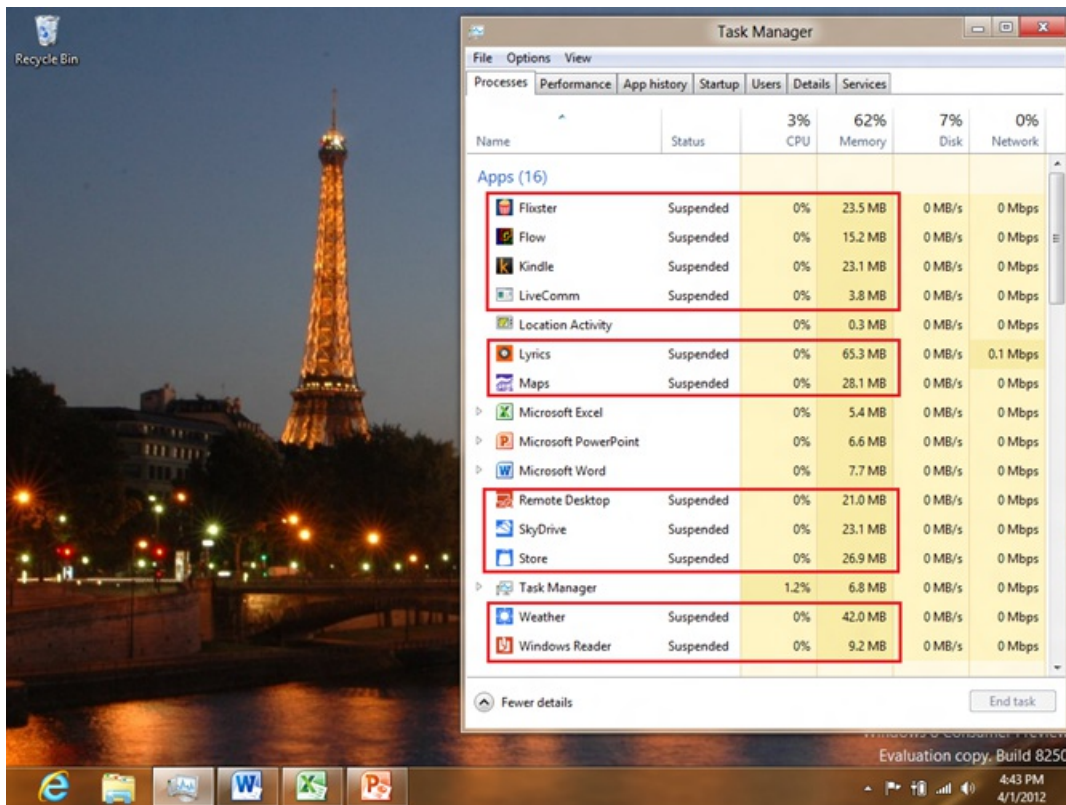 Recycle Bin
Task Manager
File Options View
Processes Performance App history Startup Users Details Services
3% 62% 7% 0%
Name Status CPU Memory Disk Network
Apps (16)
Flixster Suspended 0% 23.5 MB 0 MB/s 0 Mbps
Flow Suspended 0% 15.2 MB 0 MB/s 0 Mbps
Kindle Suspended 0% 23.1 MB 0 MB/s 0 Mbps
LiveComm Suspended 0% 3.8 MB 0 MB/s 0 Mbps
Location Activity 0% 0.3 MB 0 MB/s 0 Mbps
Lyrics Suspended 0% 65.3 MB 0 MB/s 0.1 Mbps
Maps Suspended 0% 28.1 MB 0 MB/s 0 Mbps
Microsoft Excel 0% 5.4 MB 0 MB/s 0 Mbps
Microsoft PowerPoint 0% 6.6 MB 0 MB/s 0 Mbps
Microsoft Word 0% 7.7 MB 0 MB/s 0 Mbps
Remote Desktop Suspended 0% 21.0 MB 0 MB/s 0 Mbps
SkyDrive Suspended 0% 23.1 MB 0 MB/s 0 Mbps
Store Suspended 0% 26.9 MB 0 MB/s 0 Mbps
Task Manager 1.2% 6.8 MB 0 MB/s 0 Mbps
Weather Suspended 0% 42.0 MB 0 MB/s 0 Mbps
Windows Reader Suspended 0% 9.2 MB 0 MB/s 0 Mbps
Fewer details End task
Evaluation copy. Build 8250
4:43 PM
4/1/2012